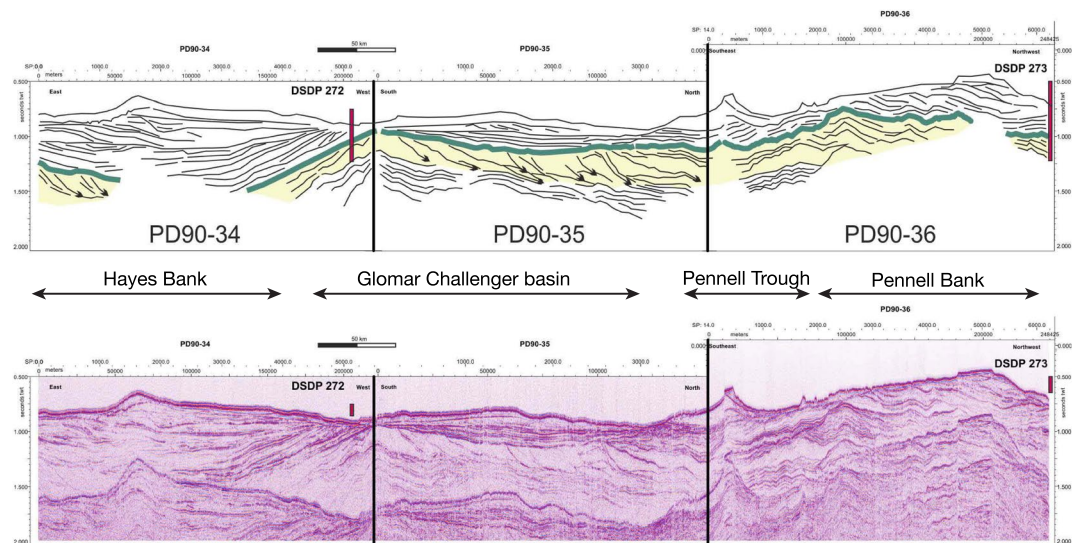 PD90-36
SP: 14.0 1000.0 2000.0 3000.0 4000.0 5000.0 6000.0
0 meters 100000 200000 248425
PD90-34 50 km PD90-35
SP: 0.0 1000.0 2000.0 3000.0 4000.0 5000.0 1000.0 2000.0 3000.0
0 meters 50000 100000 150000 200000 0 50000 100000
0.000 Southeast Northwest 0.000
DSDP 273
0.500 East DSDP 272 West South North 0.500
seconds twt
seconds twt
1.000 1.000
1.500 1.500
2.000 2.000
PD90-34 PD90-35 PD90-36
Hayes Bank Glomar Challenger basin Pennell Trough Pennell Bank
PD90-36
SP: 14.0 1000.0 2000.0 3000.0 4000.0 5000.0 6000.0
0 meters 100000 200000 248425
PD90-34 50 km PD90-35
SP: 0.0 1000.0 2000.0 3000.0 4000.0 5000.0 1000.0 3000.0
0 meters 50000 100000 150000 200000 0 50000 100000
0.000 Southeast Northwest 0.000
DSDP 273
0.500 East DSDP 272 West South North 0.500
seconds twt
seconds twt
1.000 1.000
1.500 1.500
2.000 2.000